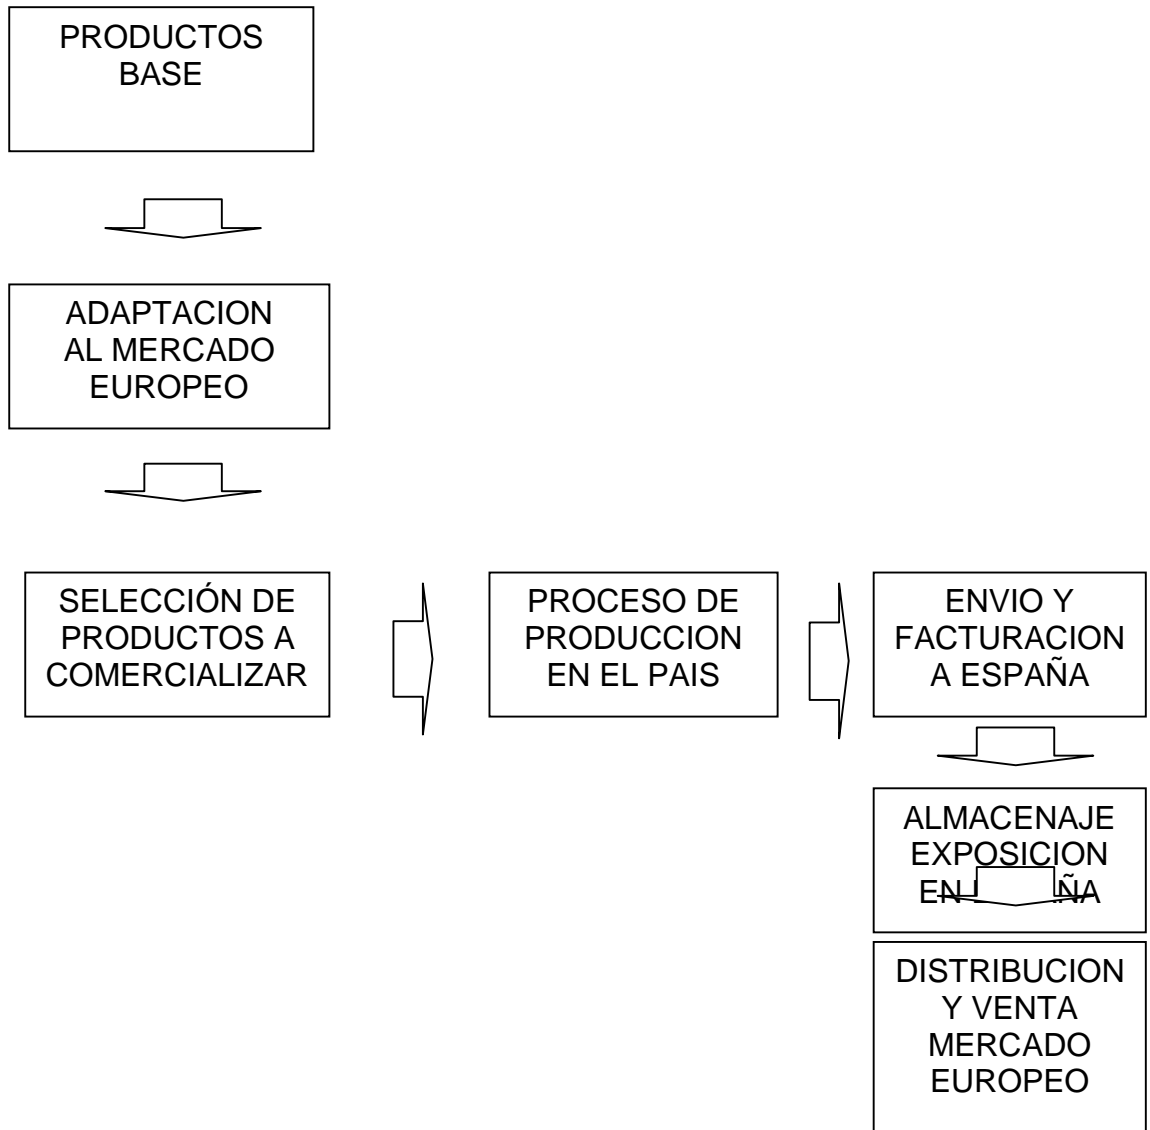 PRODUCTOS
BASE
ADAPTACION
AL MERCADO
EUROPEO
SELECCIÓN DE
PRODUCTOS A
COMERCIALIZAR
PROCESO DE
PRODUCCION
EN EL PAIS
ENVIO Y
FACTURACION
A ESPAÑA
ALMACENAJE
EXPOSICION
EN
DISTRIBUCION
Y VENTA
MERCADO
EUROPEO